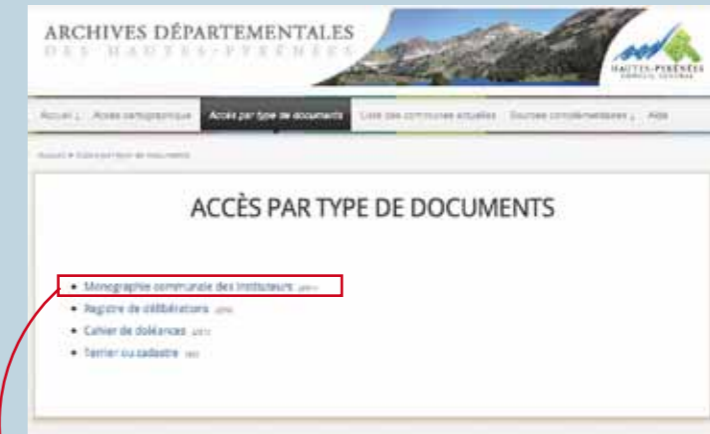 ARCHIVES DÉPARTEMENTALES
DES HAUTES-PYRÉNÉES
HAUTES-PYRÉNÉES
CONSEIL GÉNÉRAL
Accueil Accès cartographique Accès par type de documents Liste des communes actuelles Sources complémentaires Aide
Accueil Accès par type de documents
ACCÈS PAR TYPE DE DOCUMENTS
• Monographie communale des instituteurs
• Registre de délibérations
• Cahier de doléances
• Terrier ou cadastre